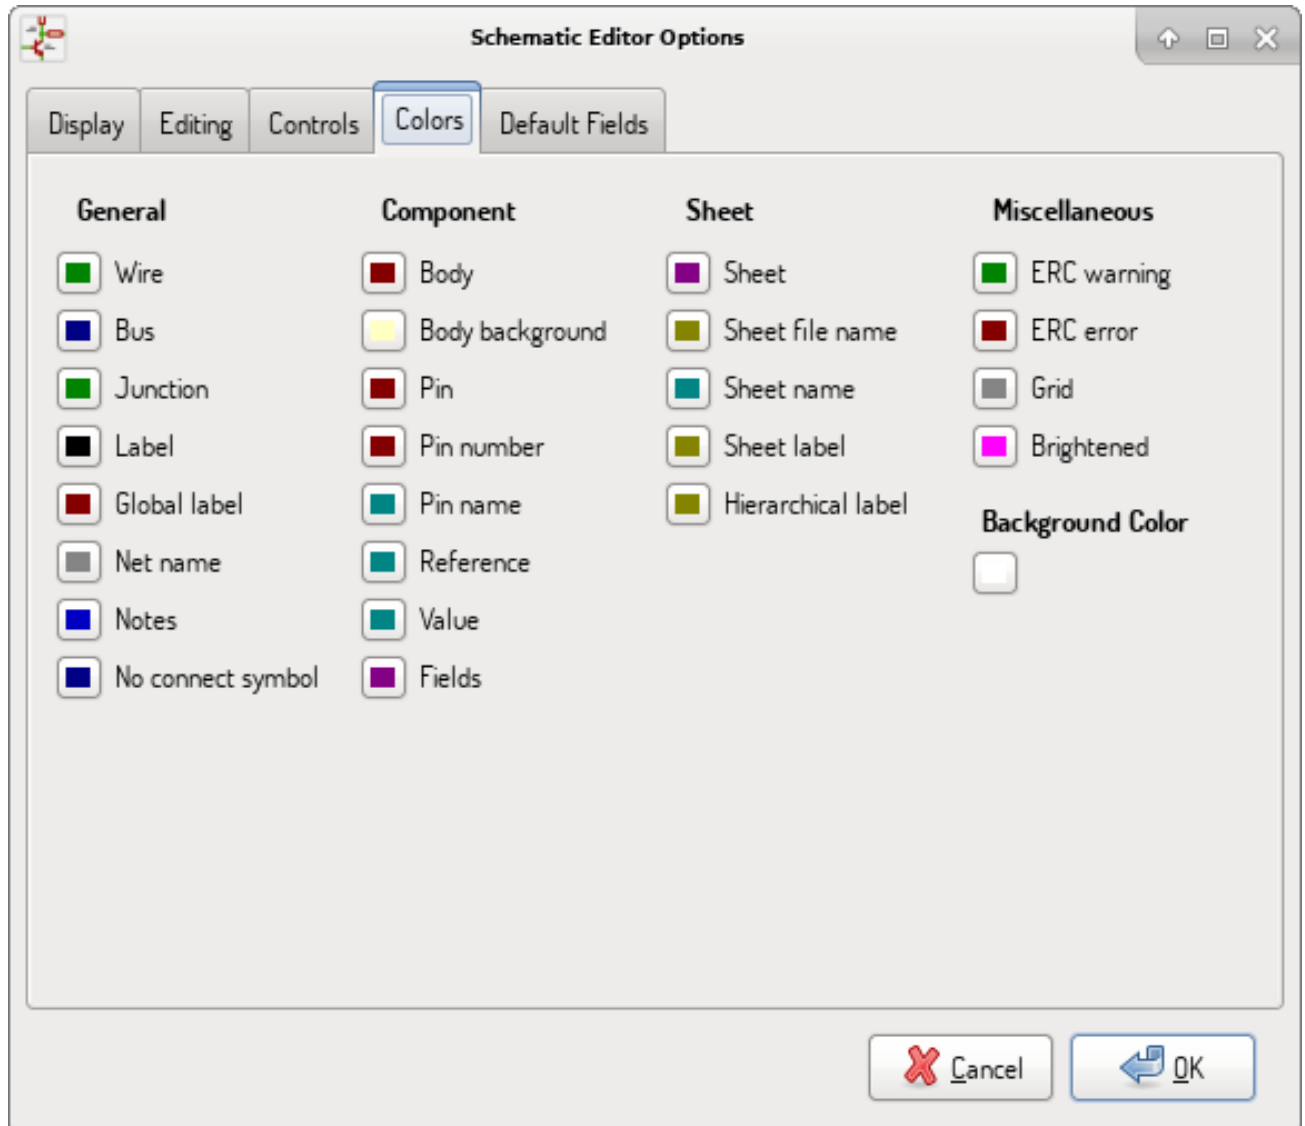 Schematic Editor Options
Display Editing Controls Colors Default Fields
General Component Sheet Miscellaneous
Wire Body Sheet ERC warning
Bus Body background Sheet file name ERC error
Junction Pin Sheet name Grid
Label Pin number Sheet label Brightened
Global label Pin name Hierarchical label Background Color
Net name Reference
Notes Value
No connect symbol Fields
Cancel OK